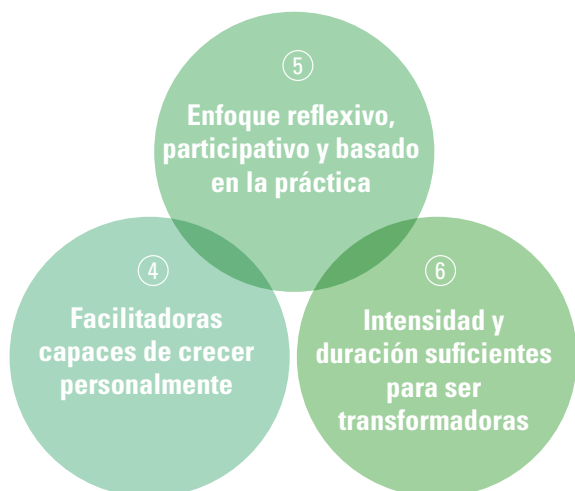 ⑤
Enfoque reflexivo,
participativo y basado
en la práctica
④
Facilitadoras
capaces de crecer
personalmente
⑥
Intensidad y
duración suficientes
para ser
transformadoras